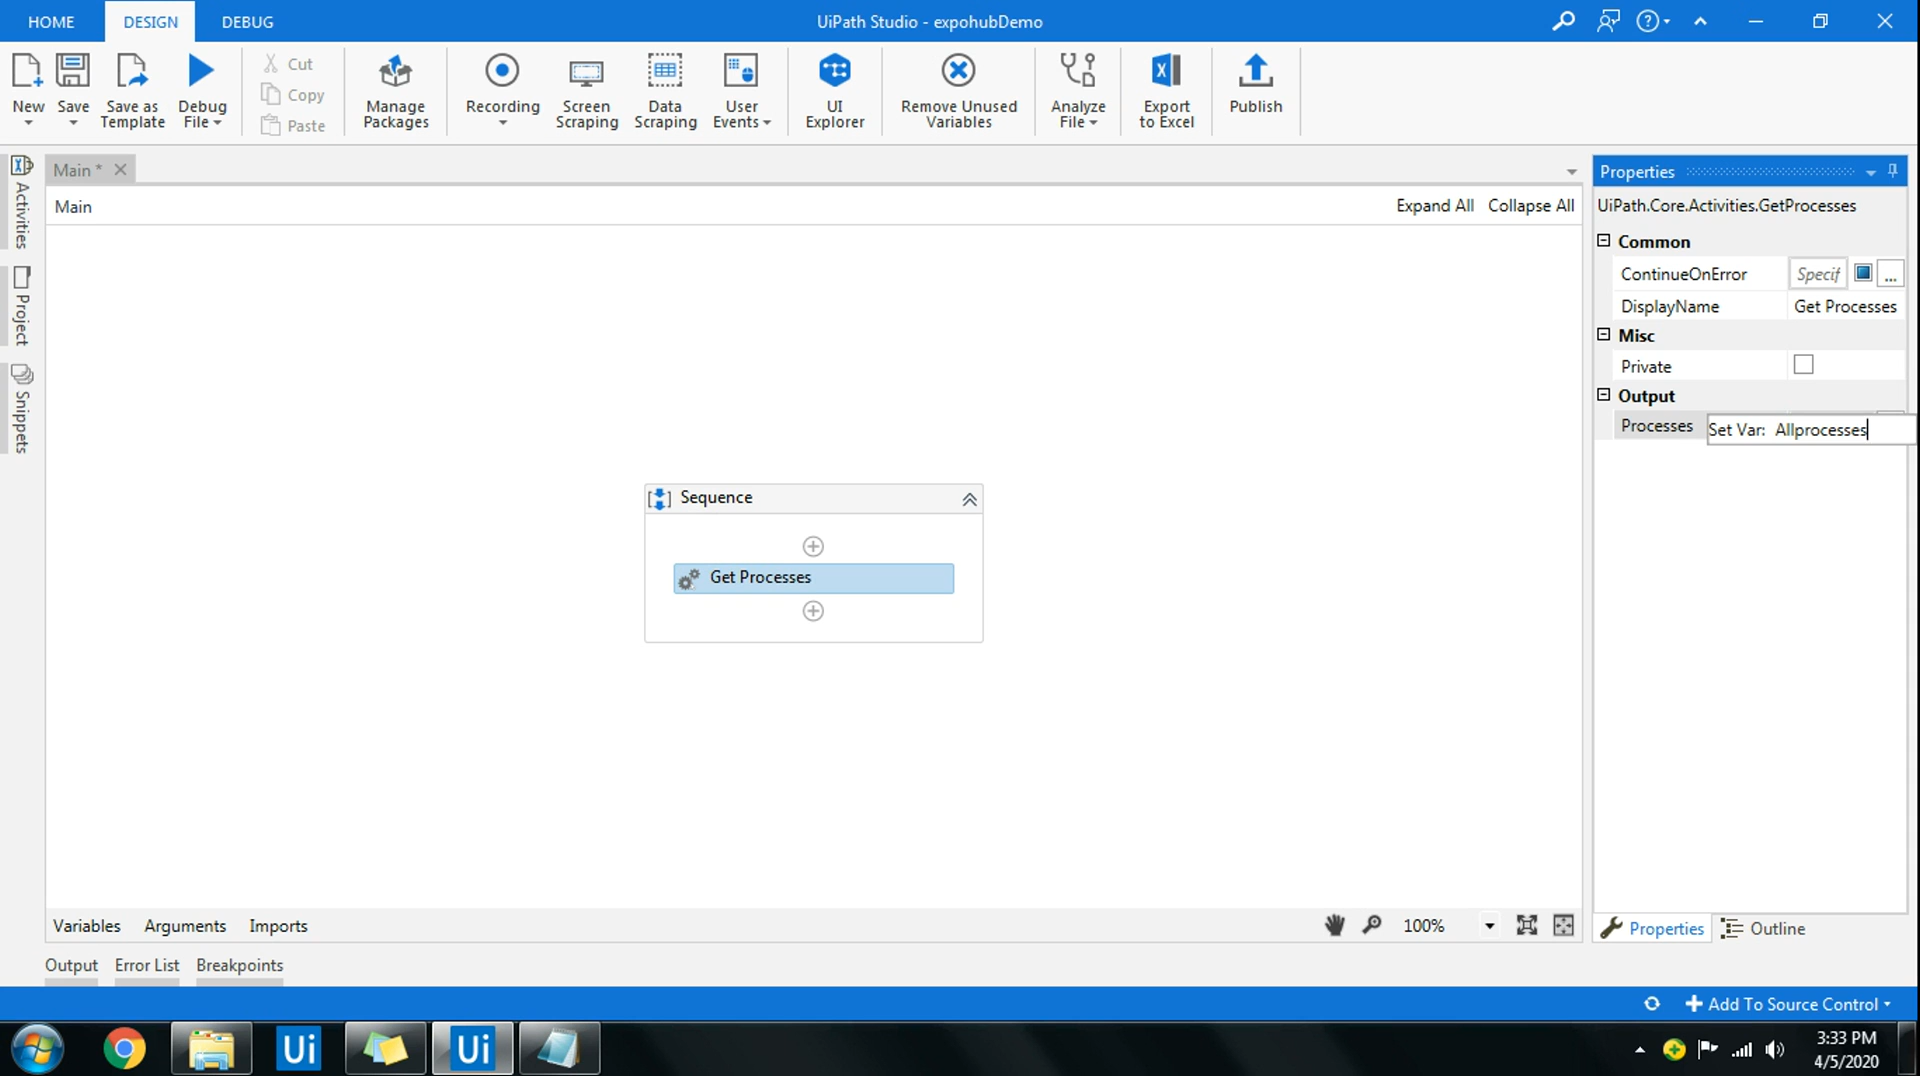 HOME DESIGN DEBUG UiPath Studio - expohubDemo
New Save Save as Template Debug File Cut Copy Paste Manage Packages Recording Screen Scraping Data Scraping User Events UI Explorer Remove Unused Variables Analyze File Export to Excel Publish
Activities
Project
Snippets
Main *
Main Expand All Collapse All
Sequence
Get Processes
Properties
UiPath.Core.Activities.GetProcesses
Common
ContinueOnError Specif ...
DisplayName Get Processes
Misc
Private
Output
Processes Set Var: Allprocesses
Variables Arguments Imports 100%
Properties Outline
Output Error List Breakpoints
Add To Source Control
Ui Ui
3:33 PM
4/5/2020